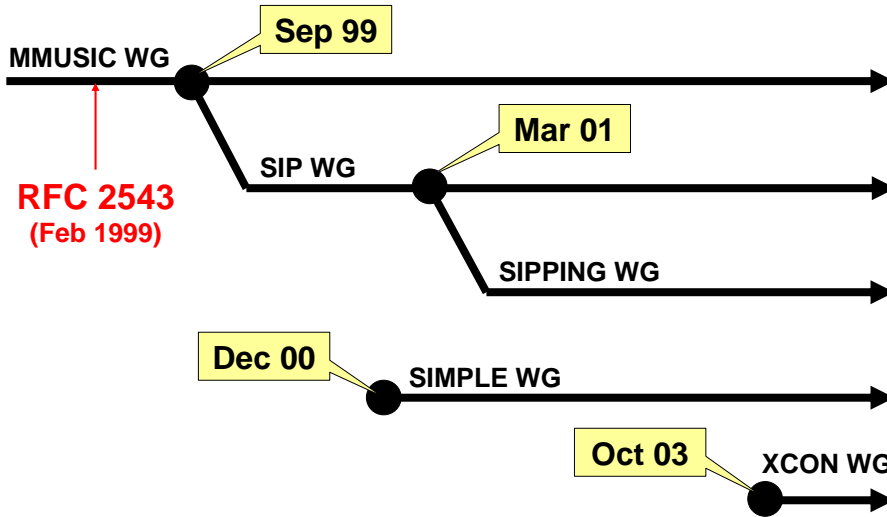 Sep 99
MMUSIC WG
Mar 01
SIP WG
RFC 2543
(Feb 1999)
SIPPING WG
Dec 00
SIMPLE WG
Oct 03
XCON WG